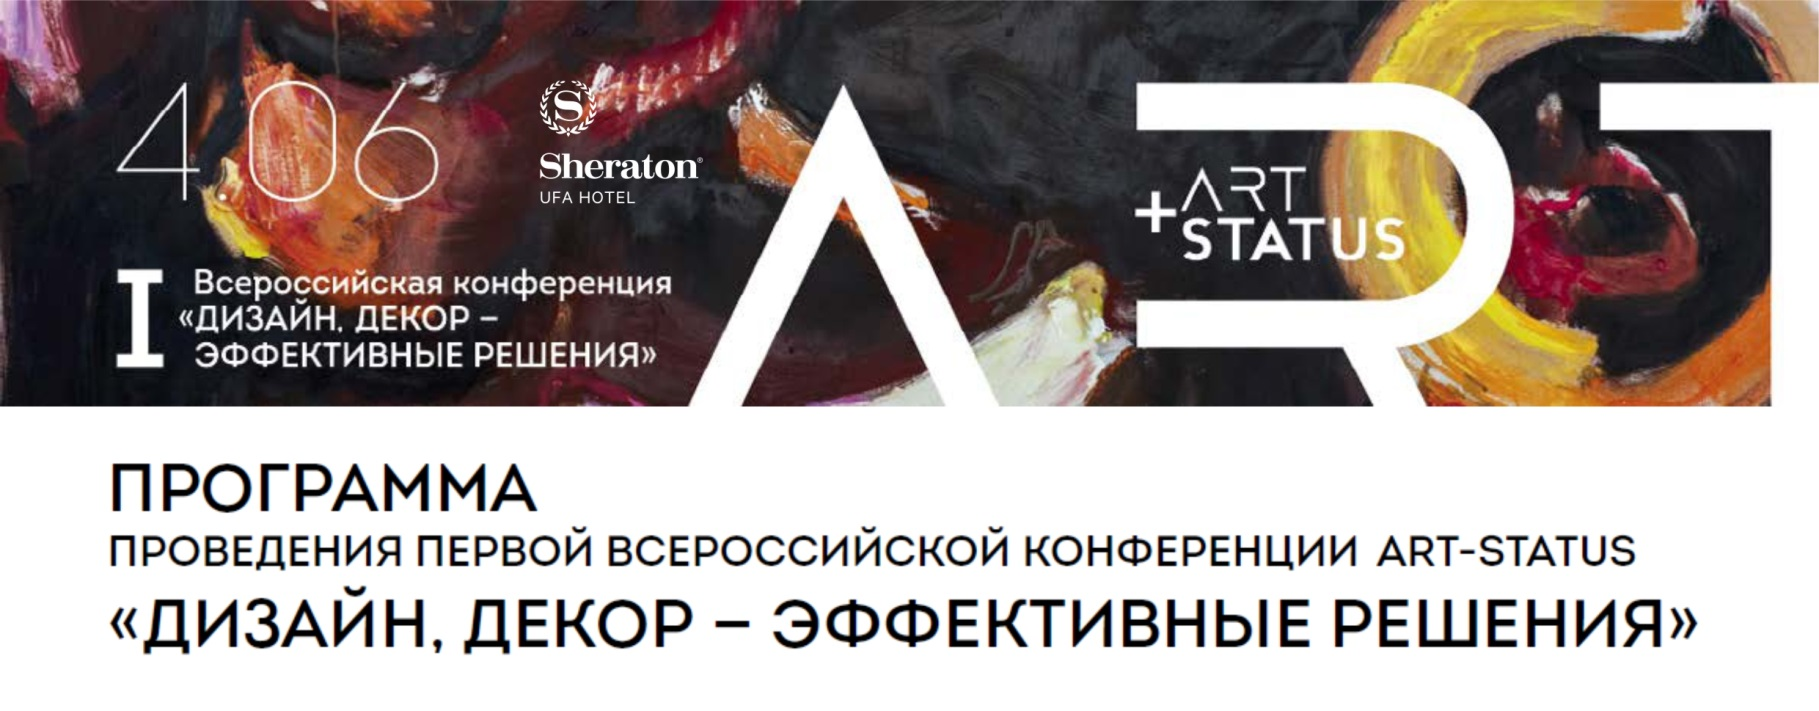 4.06
Sheraton®
UFA HOTEL
I Всероссийская конференция
«ДИЗАЙН, ДЕКОР –
ЭФФЕКТИВНЫЕ РЕШЕНИЯ»
ART
+ART
STATUS
ПРОГРАММА
ПРОВЕДЕНИЯ ПЕРВОЙ ВСЕРОССИЙСКОЙ КОНФЕРЕНЦИИ ART-STATUS
«ДИЗАЙН, ДЕКОР – ЭФФЕКТИВНЫЕ РЕШЕНИЯ»